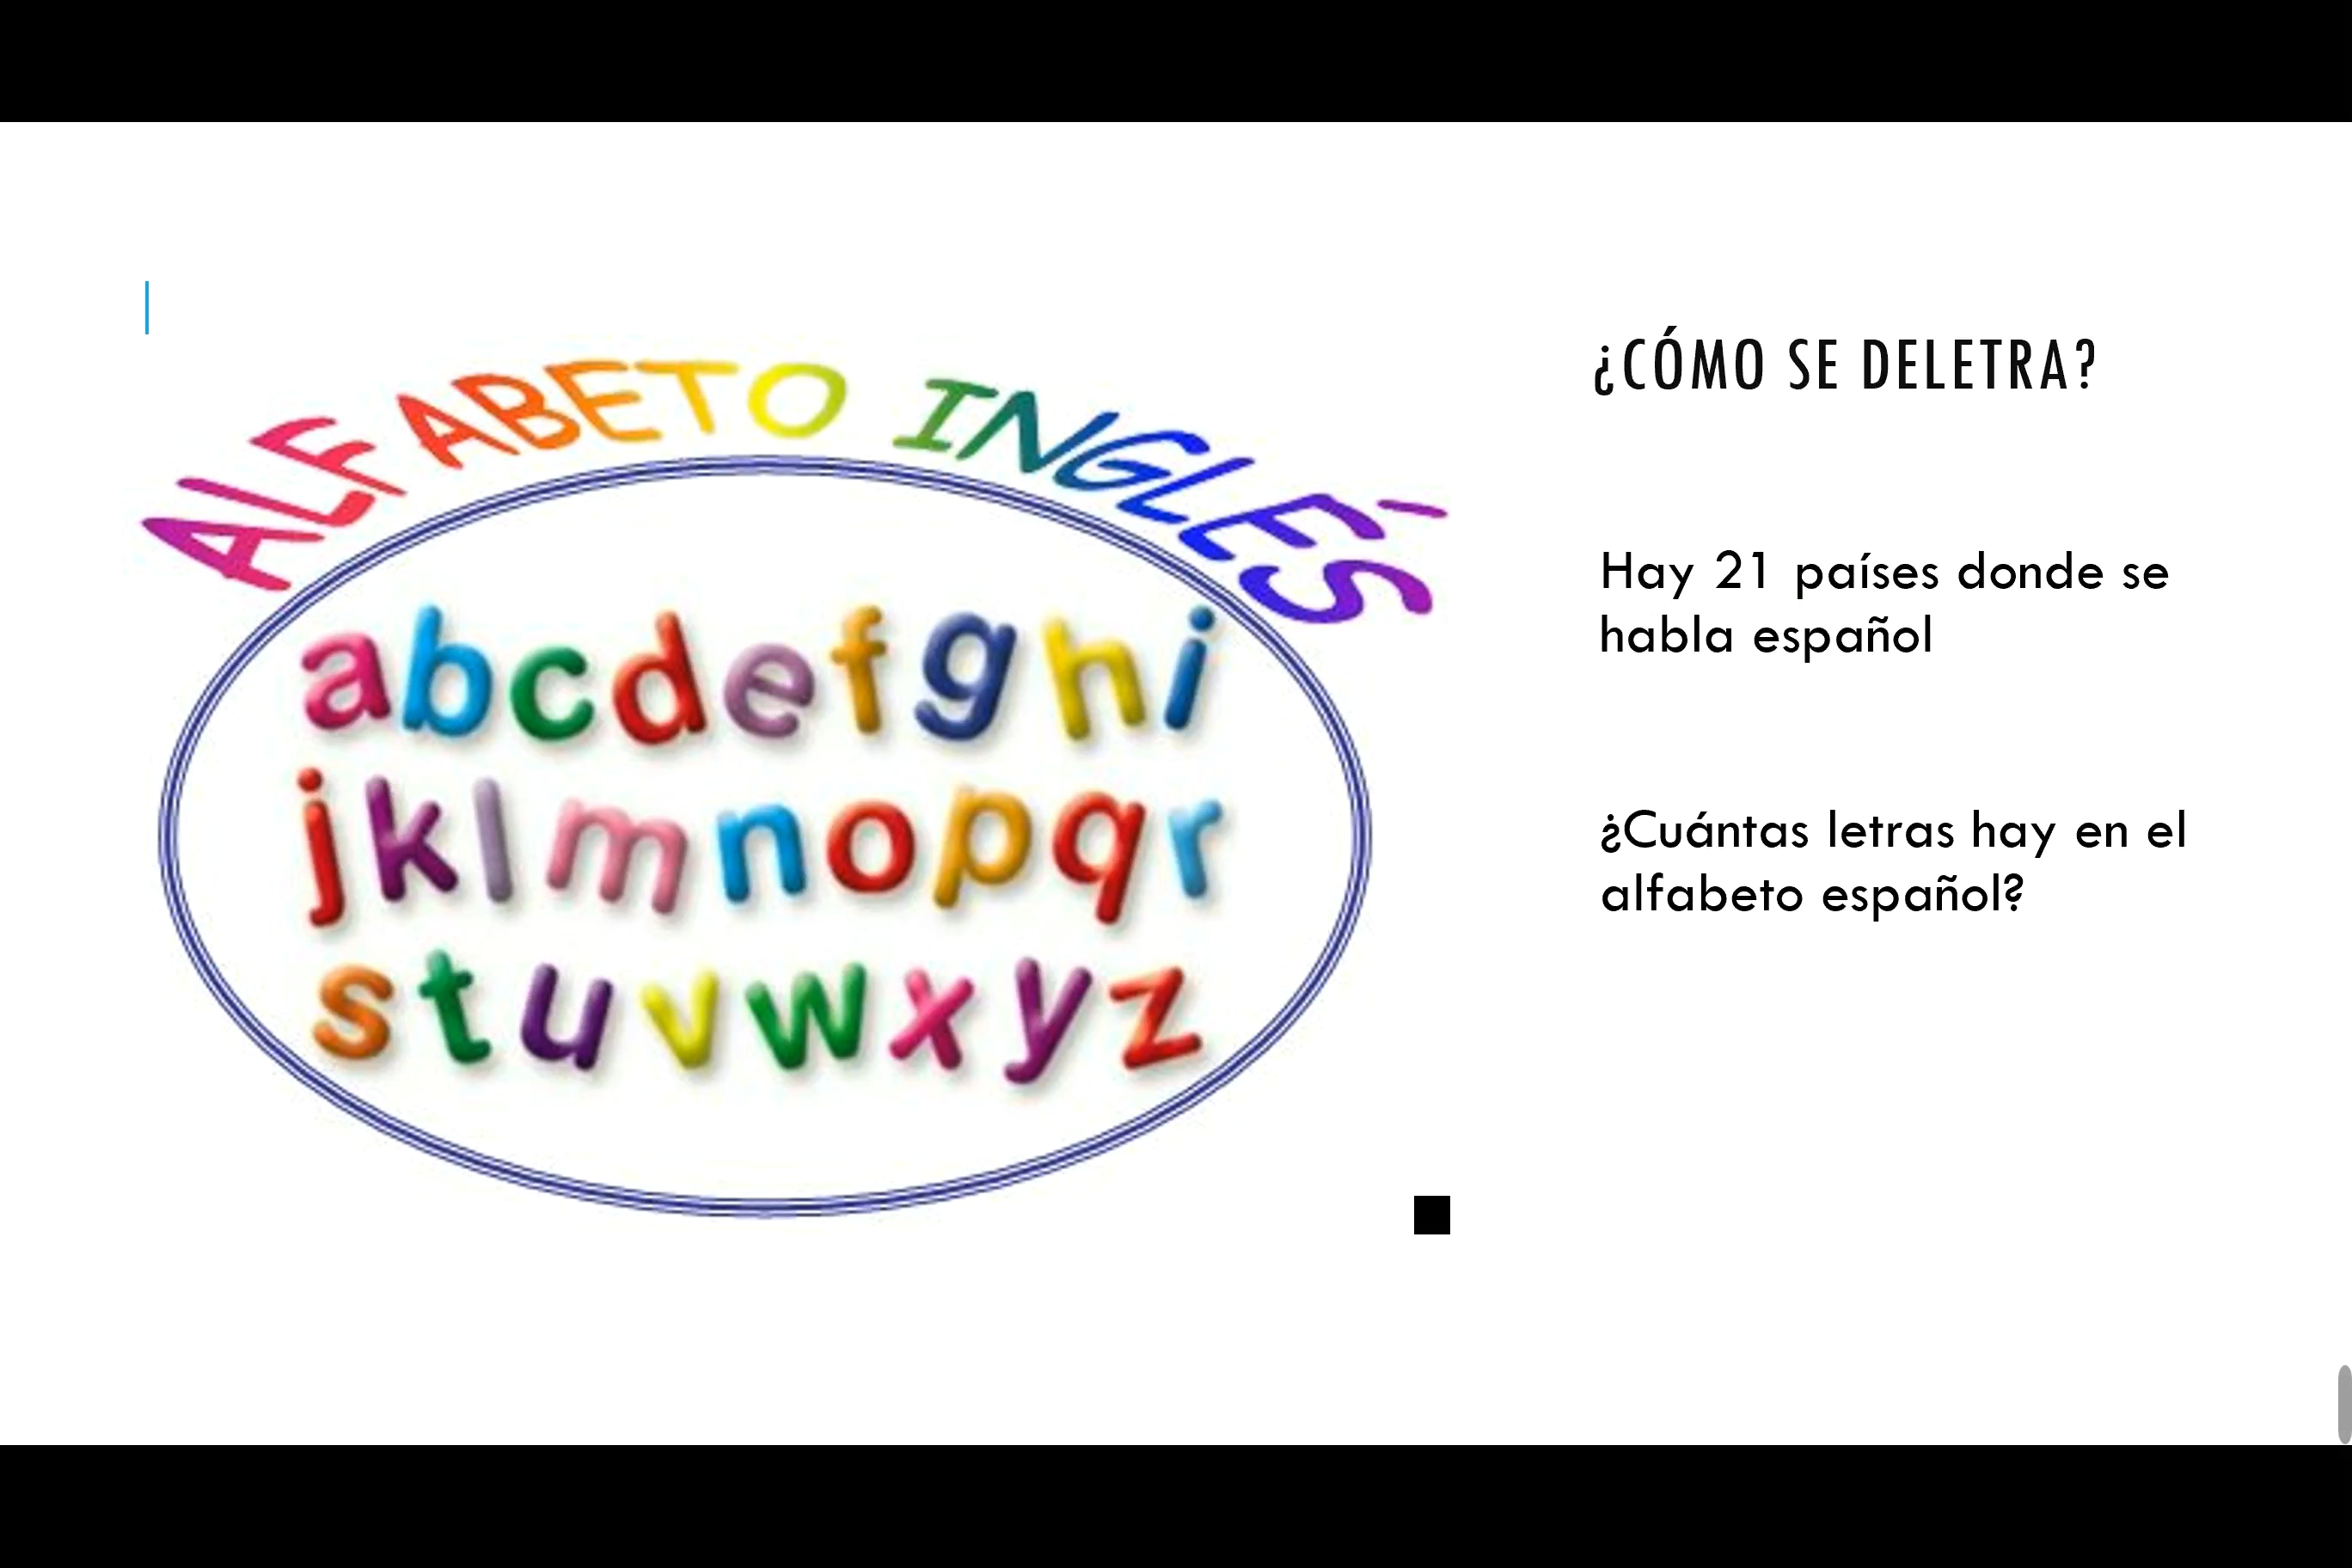 ALFABETO INGLÉS
abcdefghi
jklmnopqr
stuvwxyz
¿CÓMO SE DELETRA?
Hay 21 países donde se
habla español
¿Cuántas letras hay en el
alfabeto español?